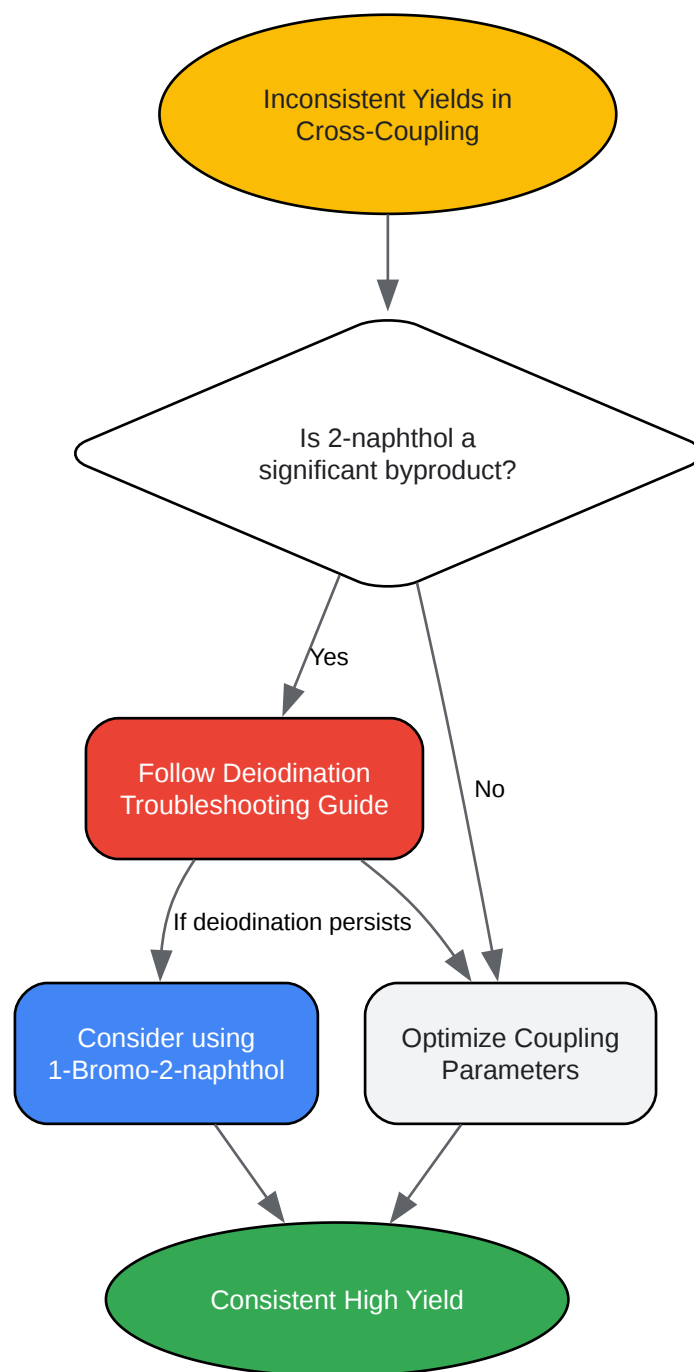 Inconsistent Yields in
Cross-Coupling
Is 2-naphthol a
significant byproduct?
Yes
No
Follow Deiodination
Troubleshooting Guide
If deiodination persists
Consider using
1-Bromo-2-naphthol
Optimize Coupling
Parameters
Consistent High Yield